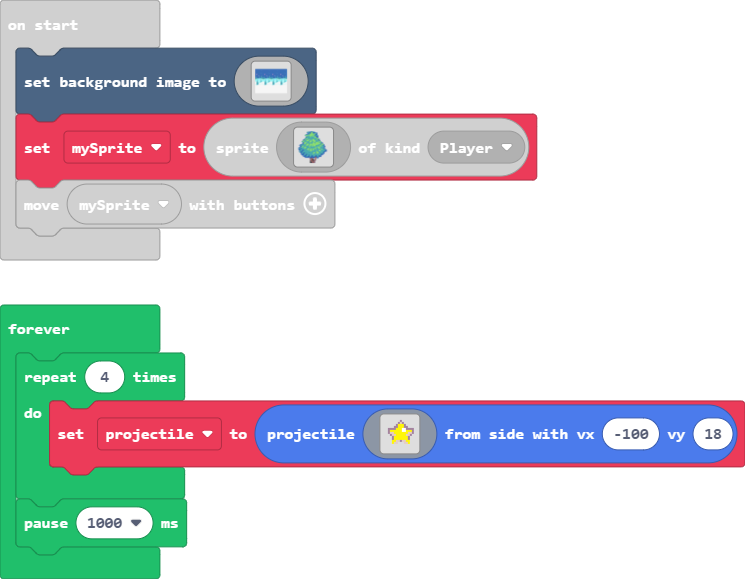 on start
set background image to
set mySprite to sprite of kind Player
move mySprite with buttons
forever
repeat 4 times
do
set projectile to projectile from side with vx -100 vy 18
pause 1000 ms